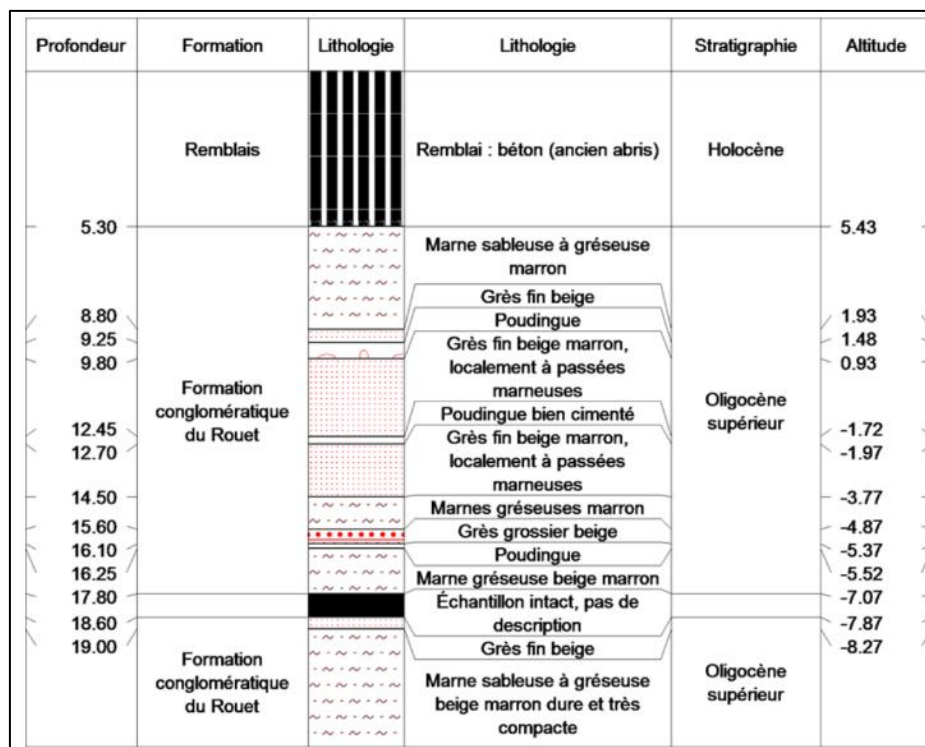 Profondeur Formation Lithologie Lithologie Stratigraphie Altitude
Remblais Remblai : béton (ancien abris) Holocène
5.30 5.43
Marne sableuse à gréseuse
marron
Grès fin beige
8.80 1.93
Poudingue
9.25 1.48
Grès fin beige marron,
9.80 0.93
localement à passées
marneuses
Formation
conglomératique
du Rouet
Oligocène
supérieur
Poudingue bien cimenté
12.45 -1.72
Grès fin beige marron,
12.70 -1.97
localement à passées
marneuses
14.50 -3.77
Marnes gréseuses marron
15.60 -4.87
Grès grossier beige
16.10 -5.37
Poudingue
16.25 -5.52
Marne gréseuse beige marron
17.80 -7.07
Échantillon intact, pas de
description
18.60 -7.87
19.00 -8.27
Grès fin beige
Formation
conglomératique
du Rouet
Marne sableuse à gréseuse
beige marron dure et très
compacte
Oligocène
supérieur